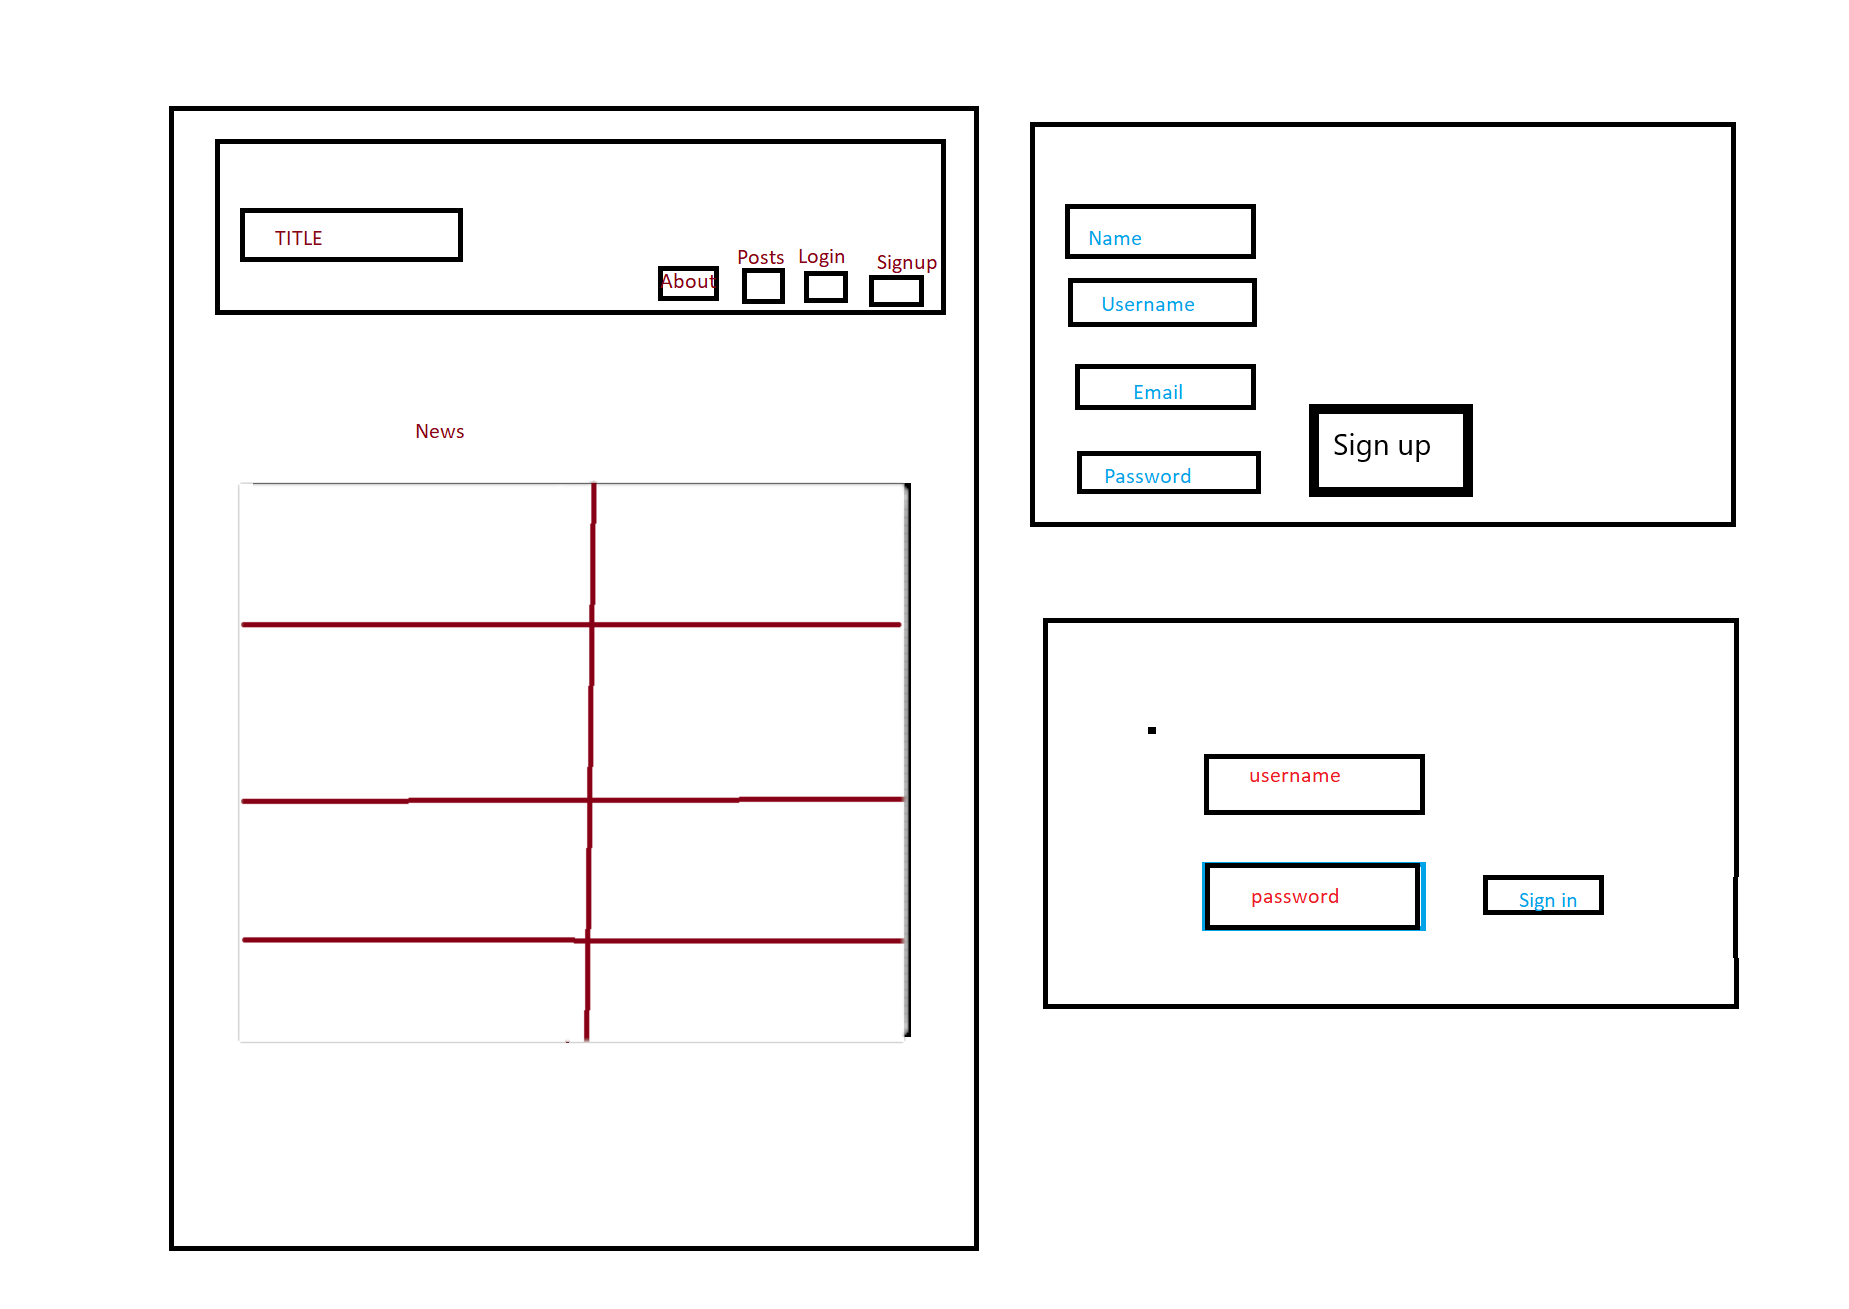 TITLE
About
Posts
Login
Signup
News
Name
Username
Email
Password
Sign up
username
password
Sign in